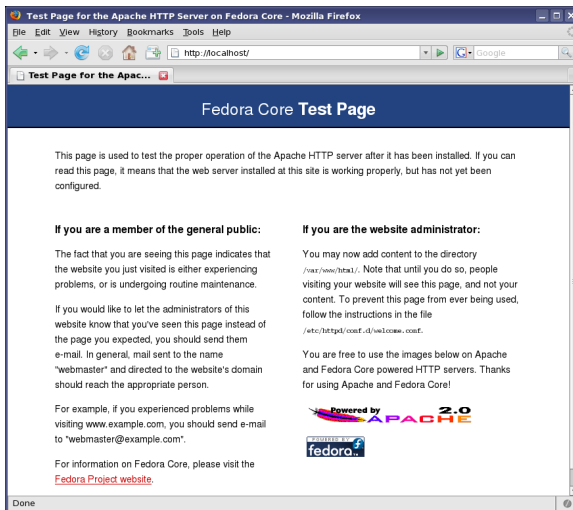 Test Page for the Apache HTTP Server on Fedora Core - Mozilla Firefox
File Edit View History Bookmarks Tools Help
http://localhost/
G Google
Test Page for the Apac...
Fedora Core Test Page
This page is used to test the proper operation of the Apache HTTP server after it has been installed. If you can
read this page, it means that the web server installed at this site is working properly, but has not yet been
configured.
If you are a member of the general public:
The fact that you are seeing this page indicates that
the website you just visited is either experiencing
problems, or is undergoing routine maintenance.
If you would like to let the administrators of this
website know that you've seen this page instead of
the page you expected, you should send them
e-mail. In general, mail sent to the name
"webmaster" and directed to the website's domain
should reach the appropriate person.
For example, if you experienced problems while
visiting www.example.com, you should send e-mail
to "webmaster@example.com".
For information on Fedora Core, please visit the
Fedora Project website.
If you are the website administrator:
You may now add content to the directory
/var/www/html/. Note that until you do so, people
visiting your website will see this page, and not your
content. To prevent this page from ever being used,
follow the instructions in the file
/etc/httpd/conf.d/welcome.conf.
You are free to use the images below on Apache
and Fedora Core powered HTTP servers. Thanks
for using Apache and Fedora Core!
Powered by 2.0
APACHE
POWERED BY
fedora
Done